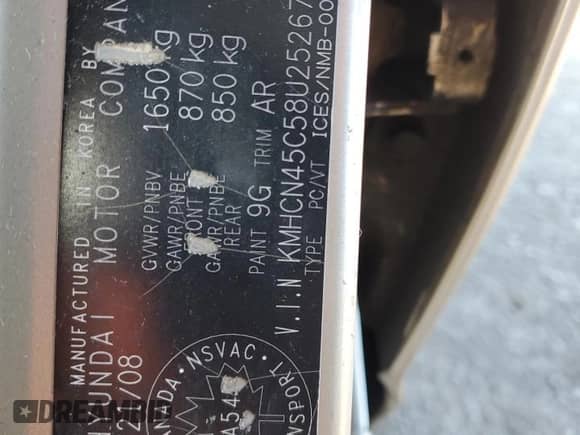 MANUFACTURED IN KOREA BY
HYUNDAI MOTOR COMPAN
/08
GVWR/PNBV 1650 kg
GAWR/PNBE FRONT 870 kg
GAWR/PNBE REAR 850 kg
PAINT 9G TRIM AR
V.I.N KMHCN45C58U25267
TYPE PC/VT ICES/NMB-00
NSVAC
DREAMBID